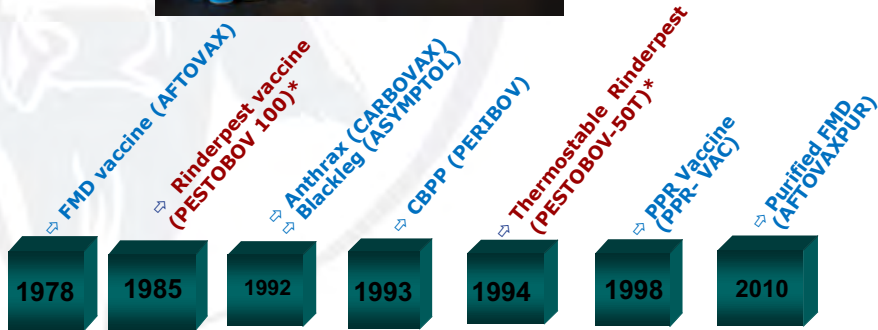 FMD vaccine (AFTOVAX)
Rinderpest vaccine
(PESTOBOV 100)*
Anthrax (CARBOVAX)
Blackleg (ASYMPTOL)
CBPP (PERIBOV)
Thermostable Rinderpest
(PESTOBOV-50T)*
PPR Vaccine
(PPR- VAC)
Purified FMD
(AFTOVAXPUR)
1978
1985
1992
1993
1994
1998
2010